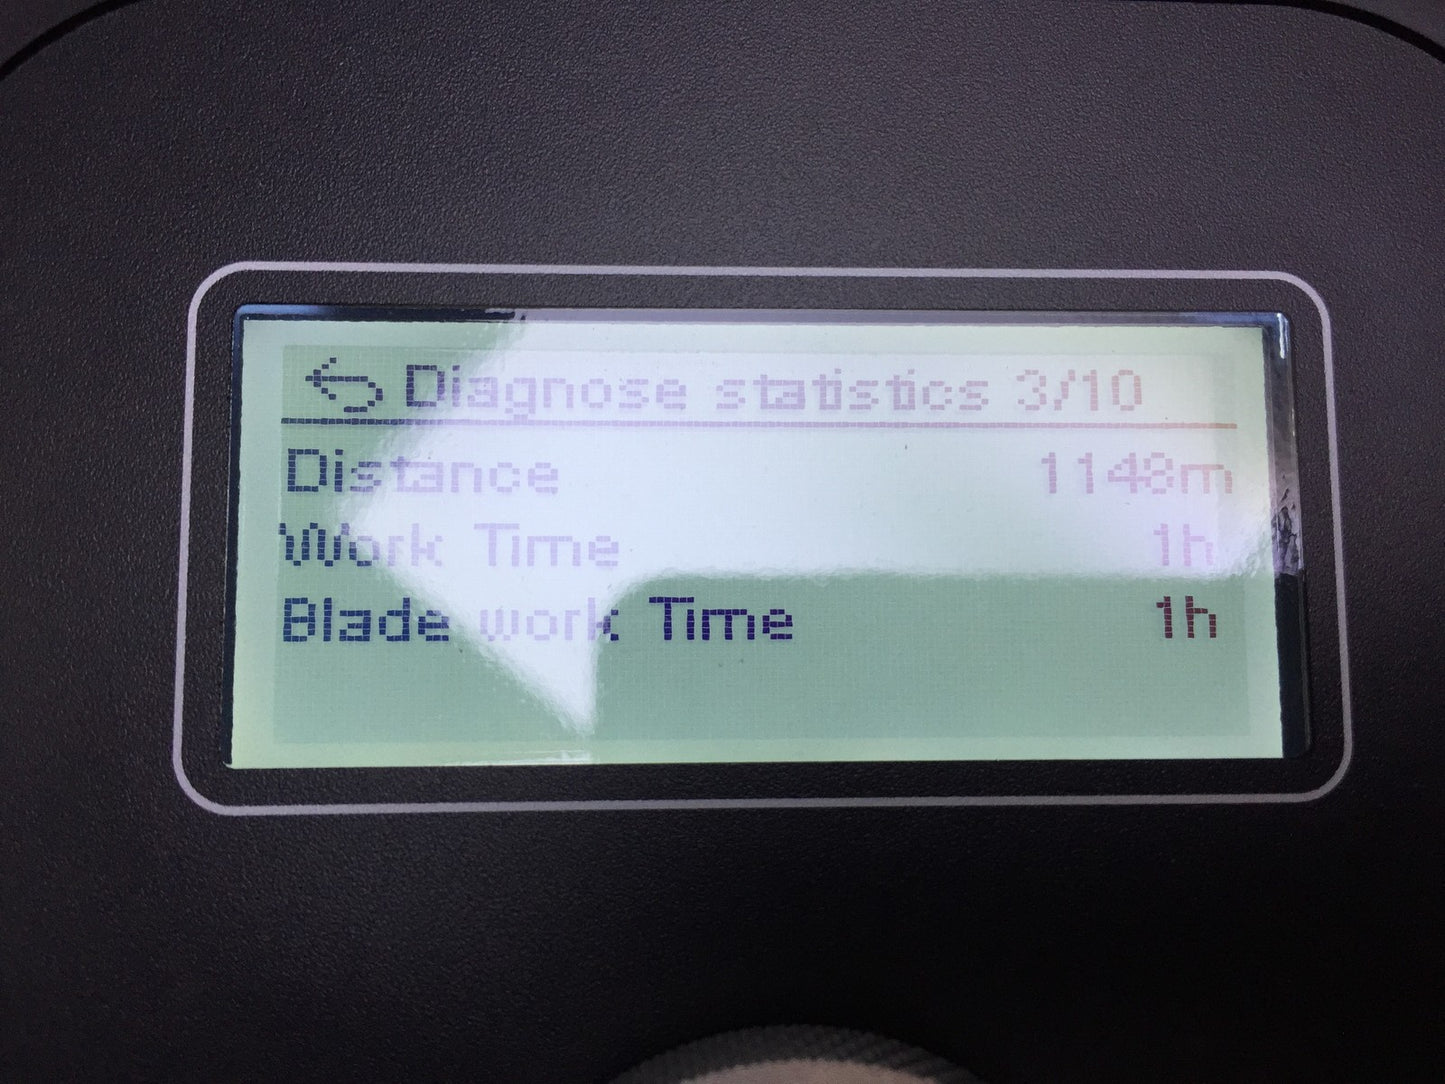 Diagnose statistics 3/10
Distance 1148m
Work Time 1h
Blade work Time 1h